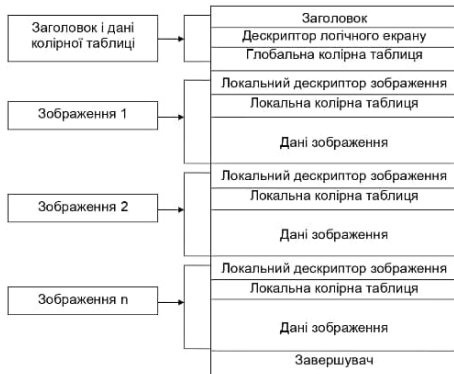 Заголовок і дані
колірної таблиці
Заголовок
Дескриптор логічного екрану
Глобальна колірна таблиця
Зображення 1
Локальний дескриптор зображення
Локальна колірна таблиця
Дані зображення
Зображення 2
Локальний дескриптор зображення
Локальна колірна таблиця
Дані зображення
Зображення n
Локальний дескриптор зображення
Локальна колірна таблиця
Дані зображення
Завершувач